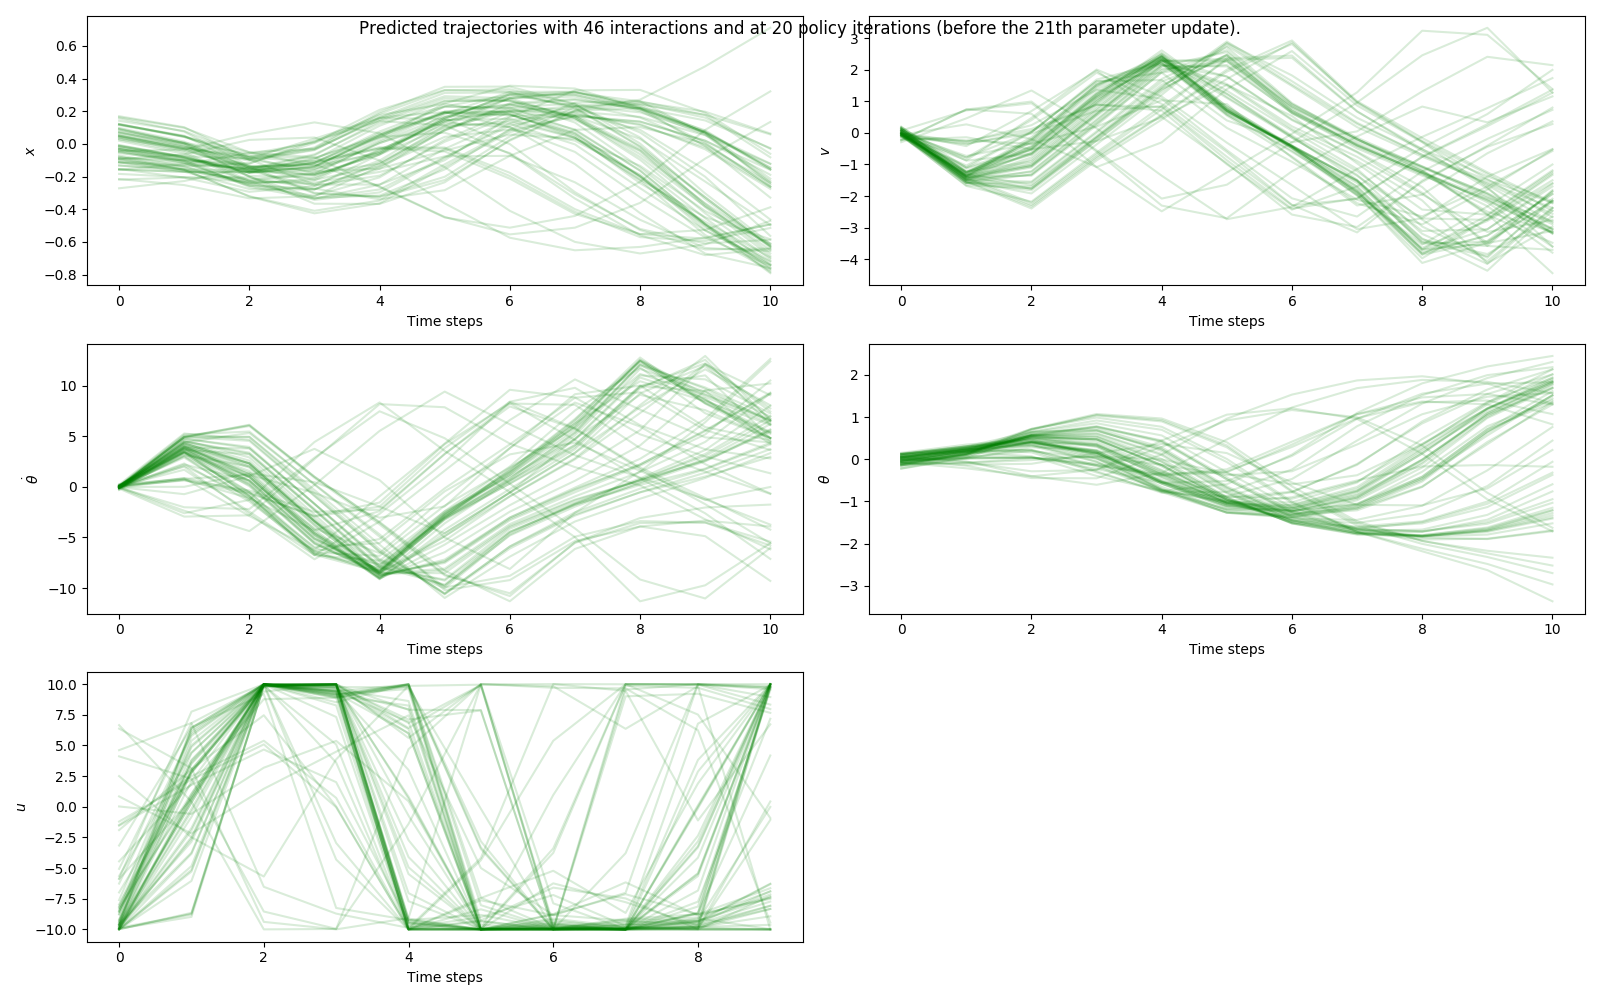 Predicted trajectories with 46 interactions and at 20 policy iterations (before the 21th parameter update).
0.6
0.4
0.2
0.0
−0.2
−0.4
−0.6
−0.8
x
0 2 4 6 8 10
Time steps
3
2
1
0
−1
−2
−3
−4
v
0 2 4 6 8 10
Time steps
10
5
0
−5
−10
θ̇
0 2 4 6 8 10
Time steps
2
1
0
−1
−2
−3
θ
0 2 4 6 8 10
Time steps
10.0
7.5
5.0
2.5
0.0
−2.5
−5.0
−7.5
−10.0
u
0 2 4 6 8
Time steps